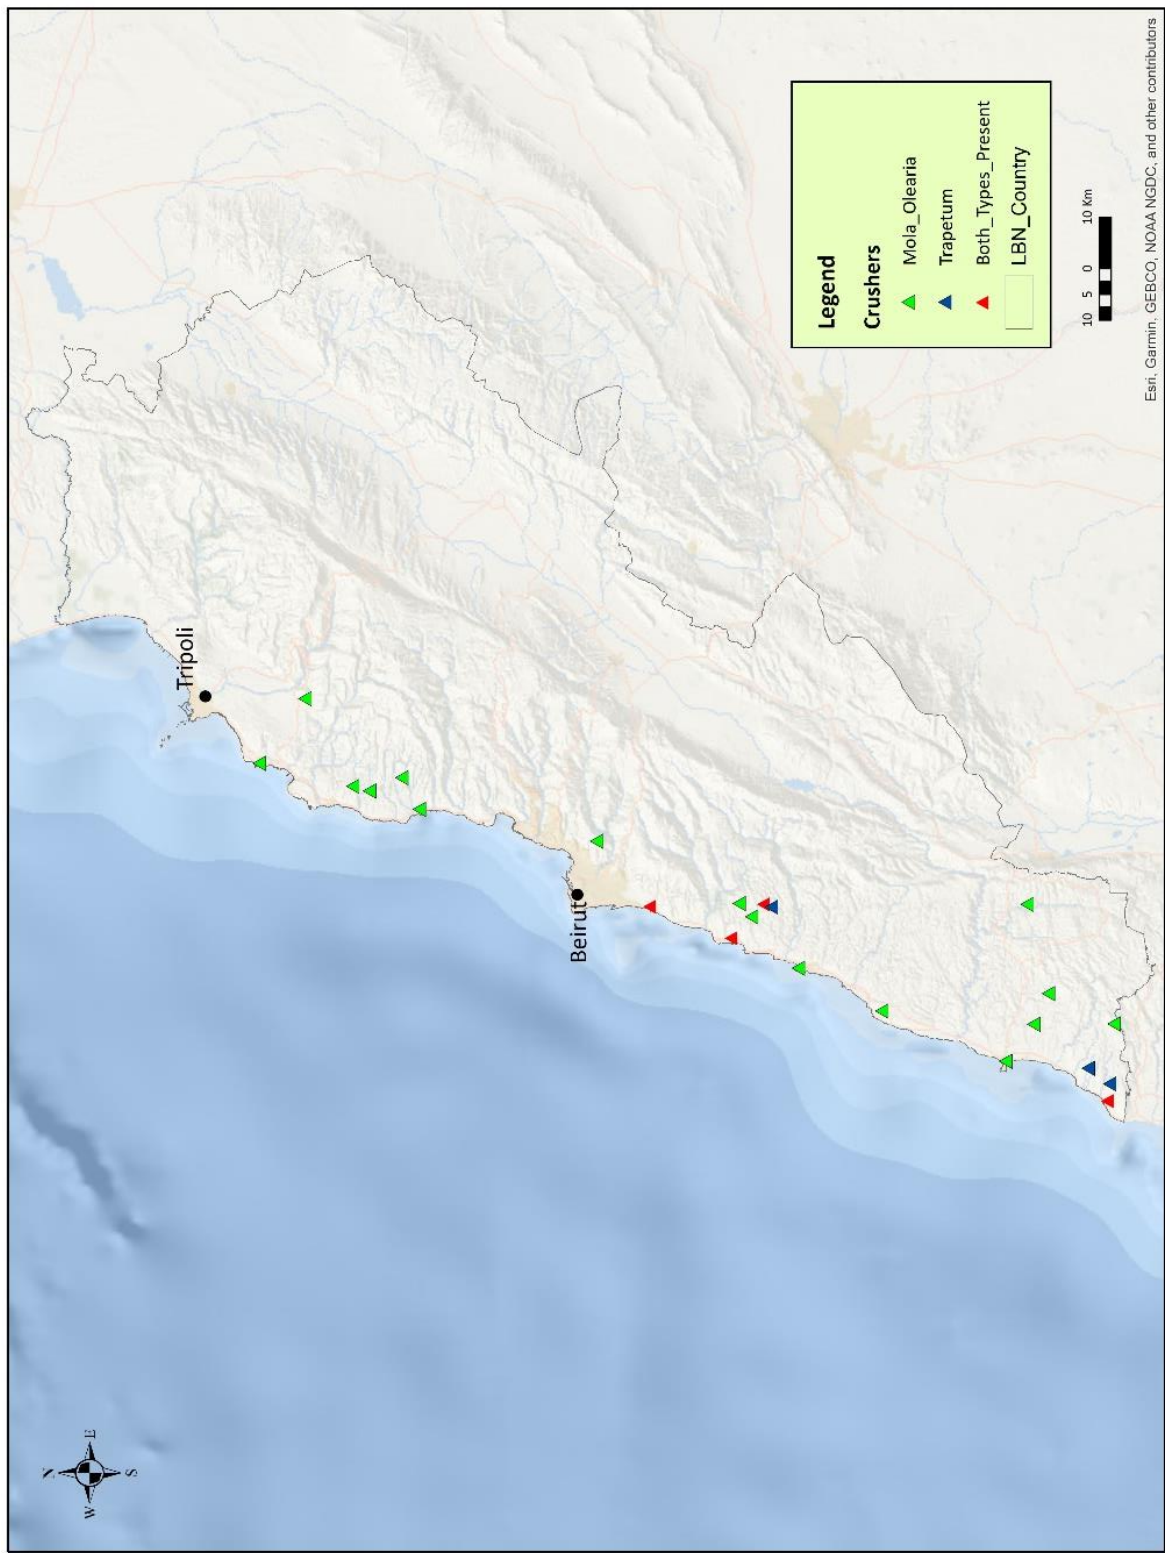 N
W E
S
Tripoli
Beirut
Legend
Crushers
Mola_Olearia
Trapetum
Both_Types_Present
LBN_Country
10 5 0 10 Km
Esri, Garmin, GEBCO, NOAA NGDC, and other contributors